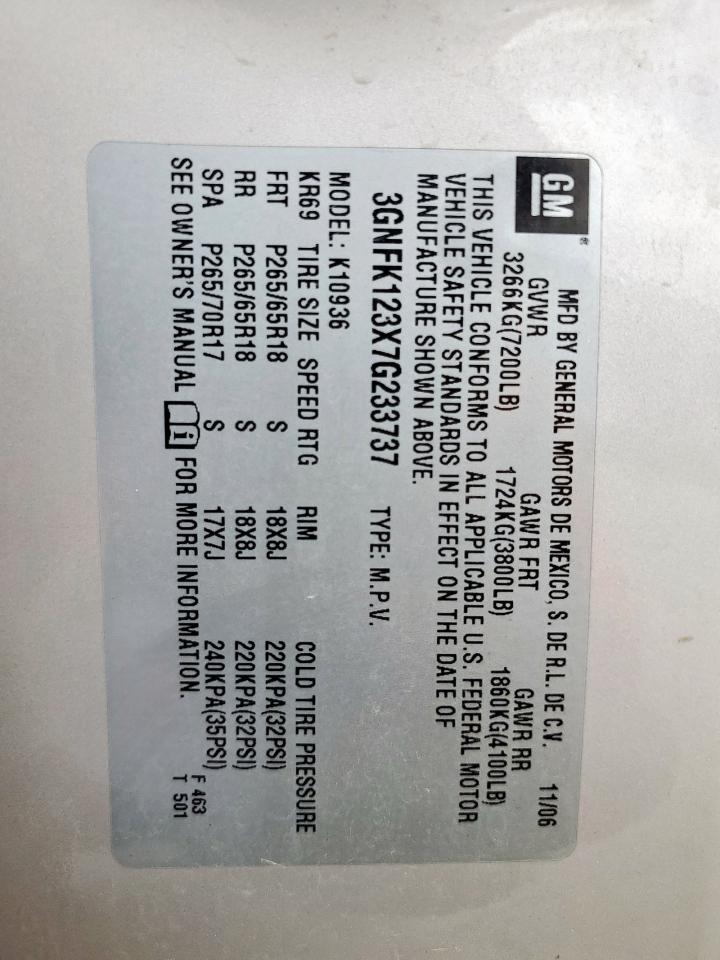 GM®
MFD BY GENERAL MOTORS DE MEXICO, S. DE R.L. DE C.V. 11/06
GVWR GAWR FRT GAWR RR
3266KG(7200LB) 1724KG(3800LB) 1860KG(4100LB)
THIS VEHICLE CONFORMS TO ALL APPLICABLE U.S. FEDERAL MOTOR
VEHICLE SAFETY STANDARDS IN EFFECT ON THE DATE OF
MANUFACTURE SHOWN ABOVE.
3GNFK123X7G233737 TYPE: M.P.V.
MODEL: K10936
KR69 TIRE SIZE SPEED RTG RIM COLD TIRE PRESSURE
FRT P265/65R18 S 18X8J 220KPA(32PSI)
RR P265/65R18 S 18X8J 220KPA(32PSI)
SPA P265/70R17 S 17X7J 240KPA(35PSI)
SEE OWNER'S MANUAL i FOR MORE INFORMATION.
F 463
T 501